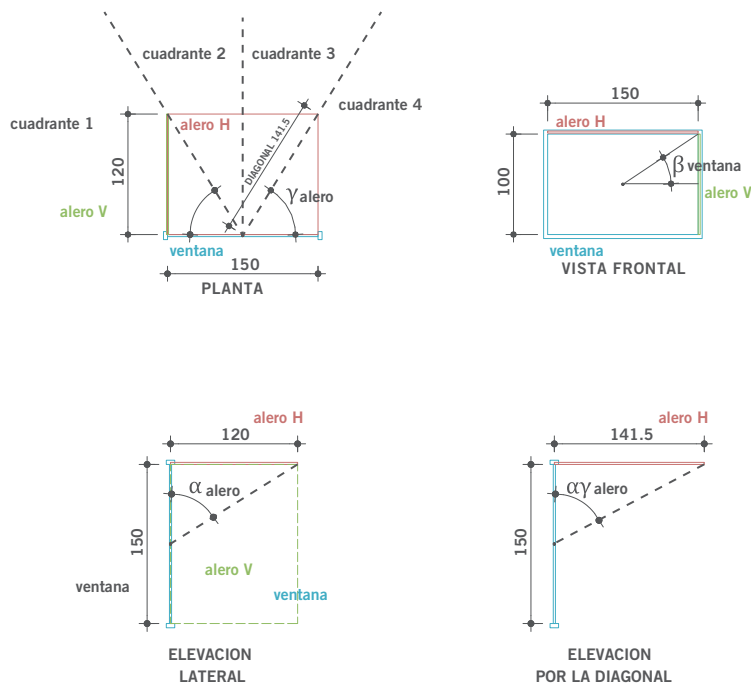 cuadrante 2
cuadrante 3
cuadrante 1
alero H
cuadrante 4
DIAGONAL 141.5
120
γ alero
alero V
ventana
150
PLANTA
150
alero H
100
β ventana
alero V
ventana
VISTA FRONTAL
alero H
120
α alero
150
alero V
ventana
ventana
ELEVACION
LATERAL
alero H
141.5
αγ alero
150
ELEVACION
POR LA DIAGONAL